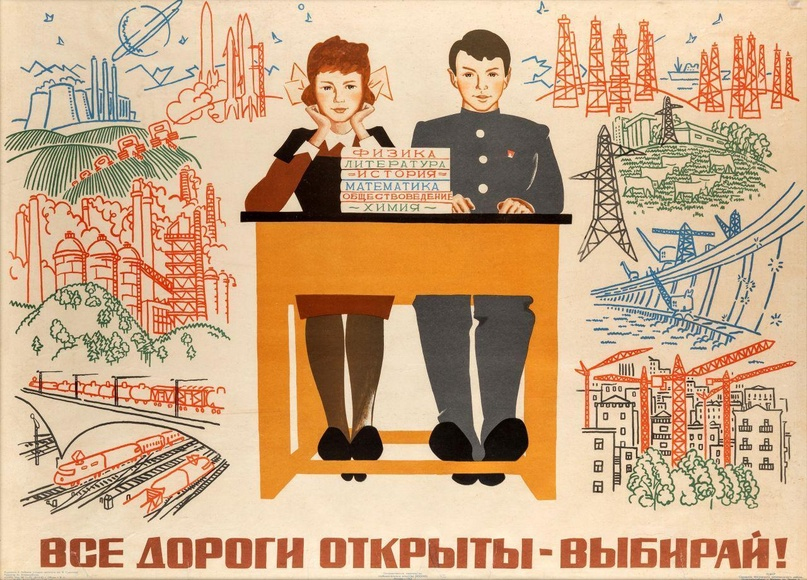 ФИЗИКА
ЛИТЕРАТУРА
-ИСТОРИЯ-
МАТЕМАТИКА
ОБЩЕСТВОВЕДЕНИЕ
~ХИМИЯ~
ВСЕ ДОРОГИ ОТКРЫТЫ-ВЫБИРАЙ!